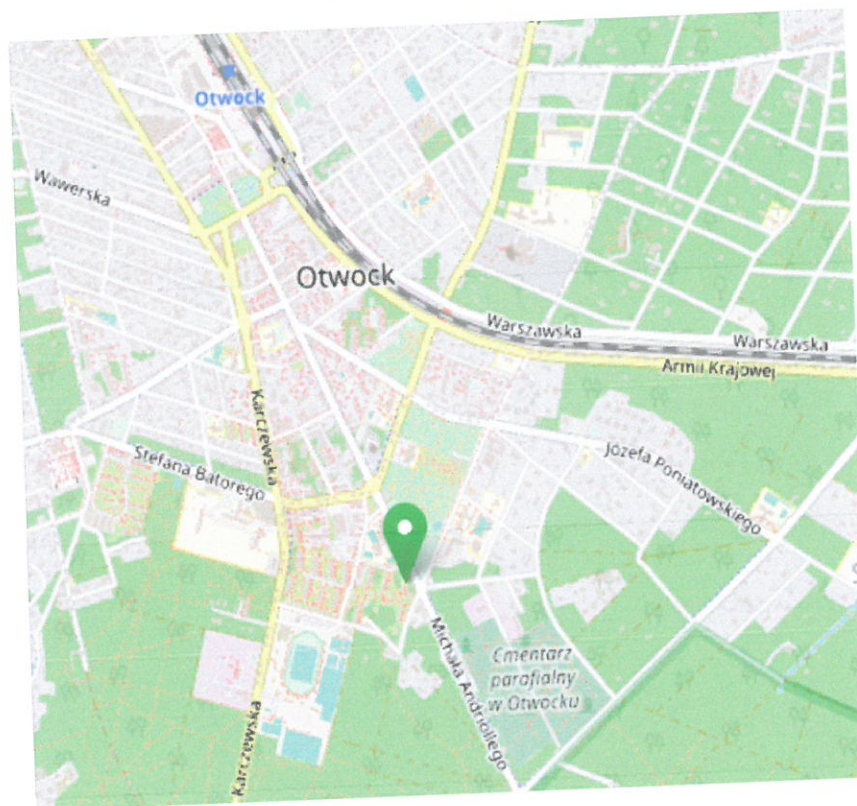 Otwock
Wawerska
Otwock
Warszawska
Warszawska
Armii Krajowej
Karczewska
Stefana Batorego
Józefa Poniatowskiego
Michała Andriollego
Cmentarz
parafialny
w Otwocku
Karczewska